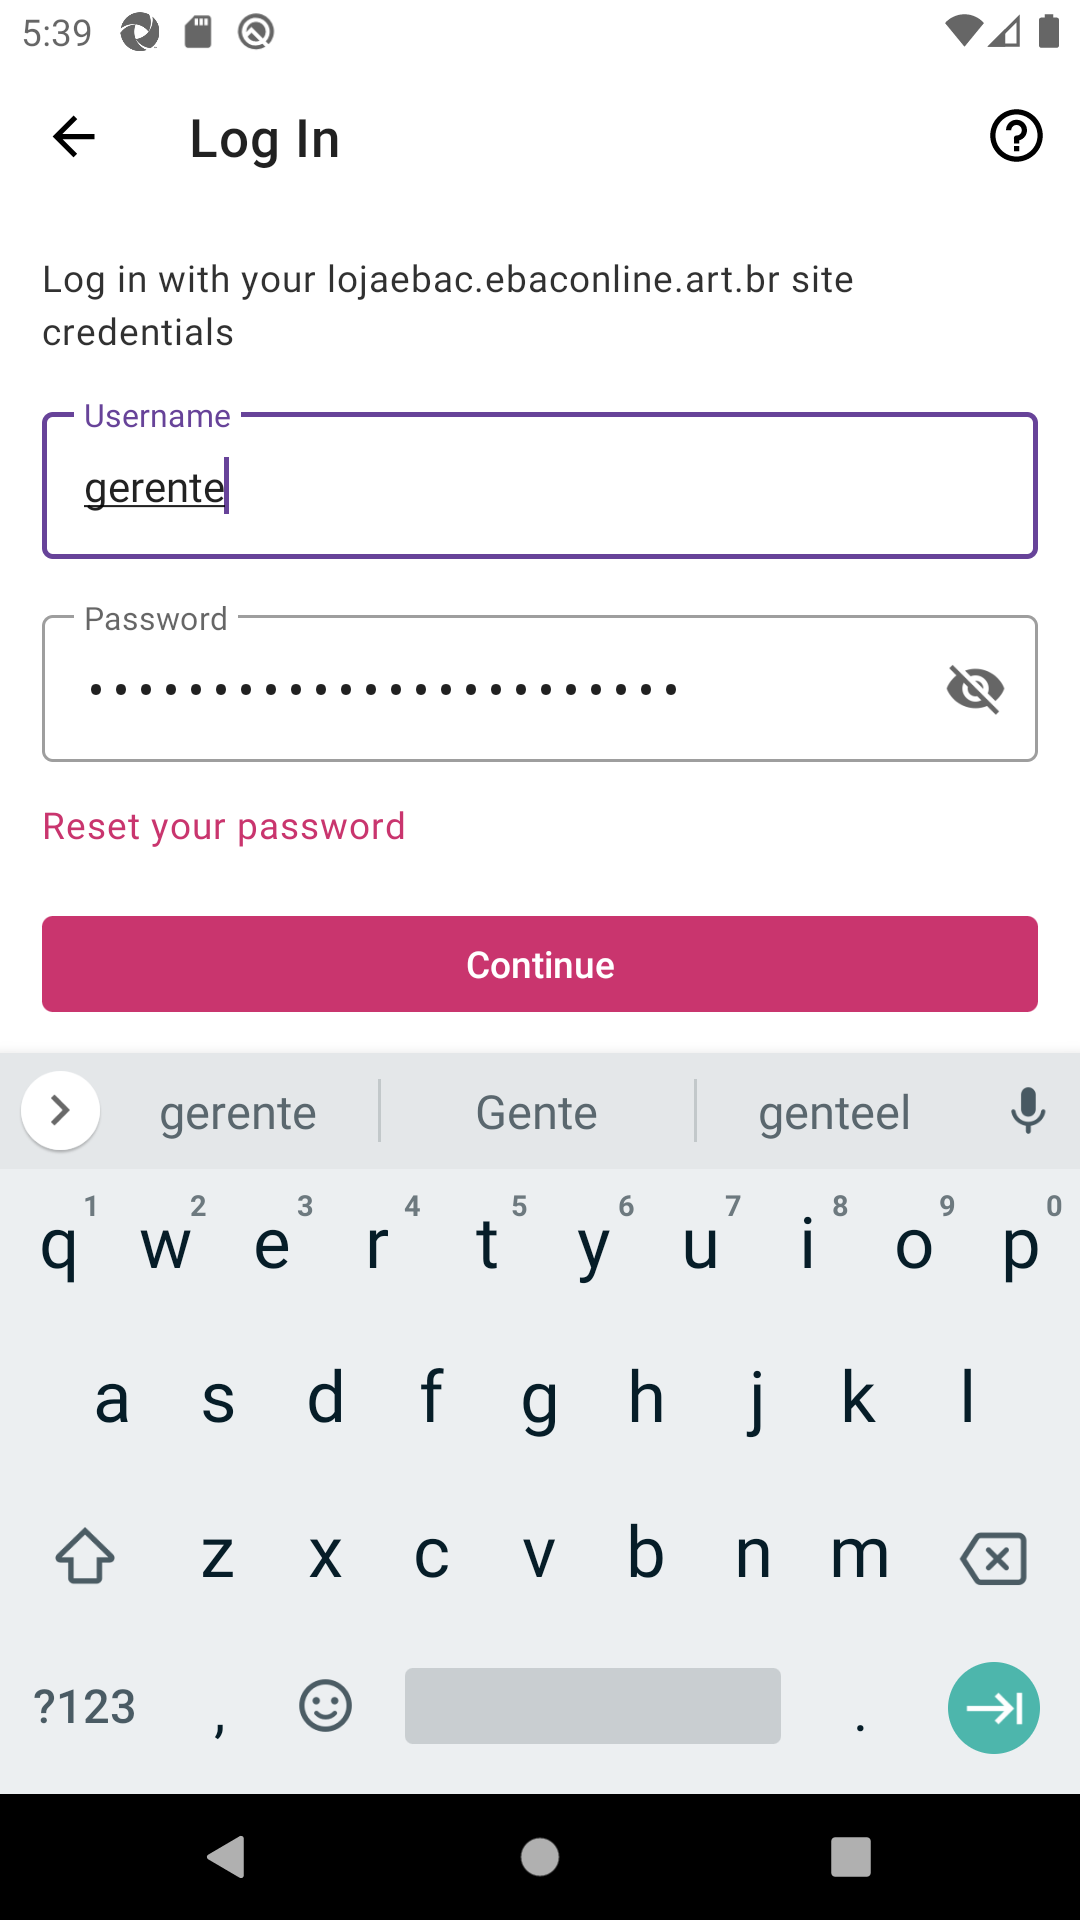 5:39
Log In
Log in with your lojaebac.ebaconline.art.br site
credentials
Username
gerente
Password
••••••••••••••••••••••••
Reset your password
Continue
gerente Gente genteel
1 2 3 4 5 6 7 8 9 0
q w e r t y u i o p
a s d f g h j k l
z x c v b n m
?123 , .